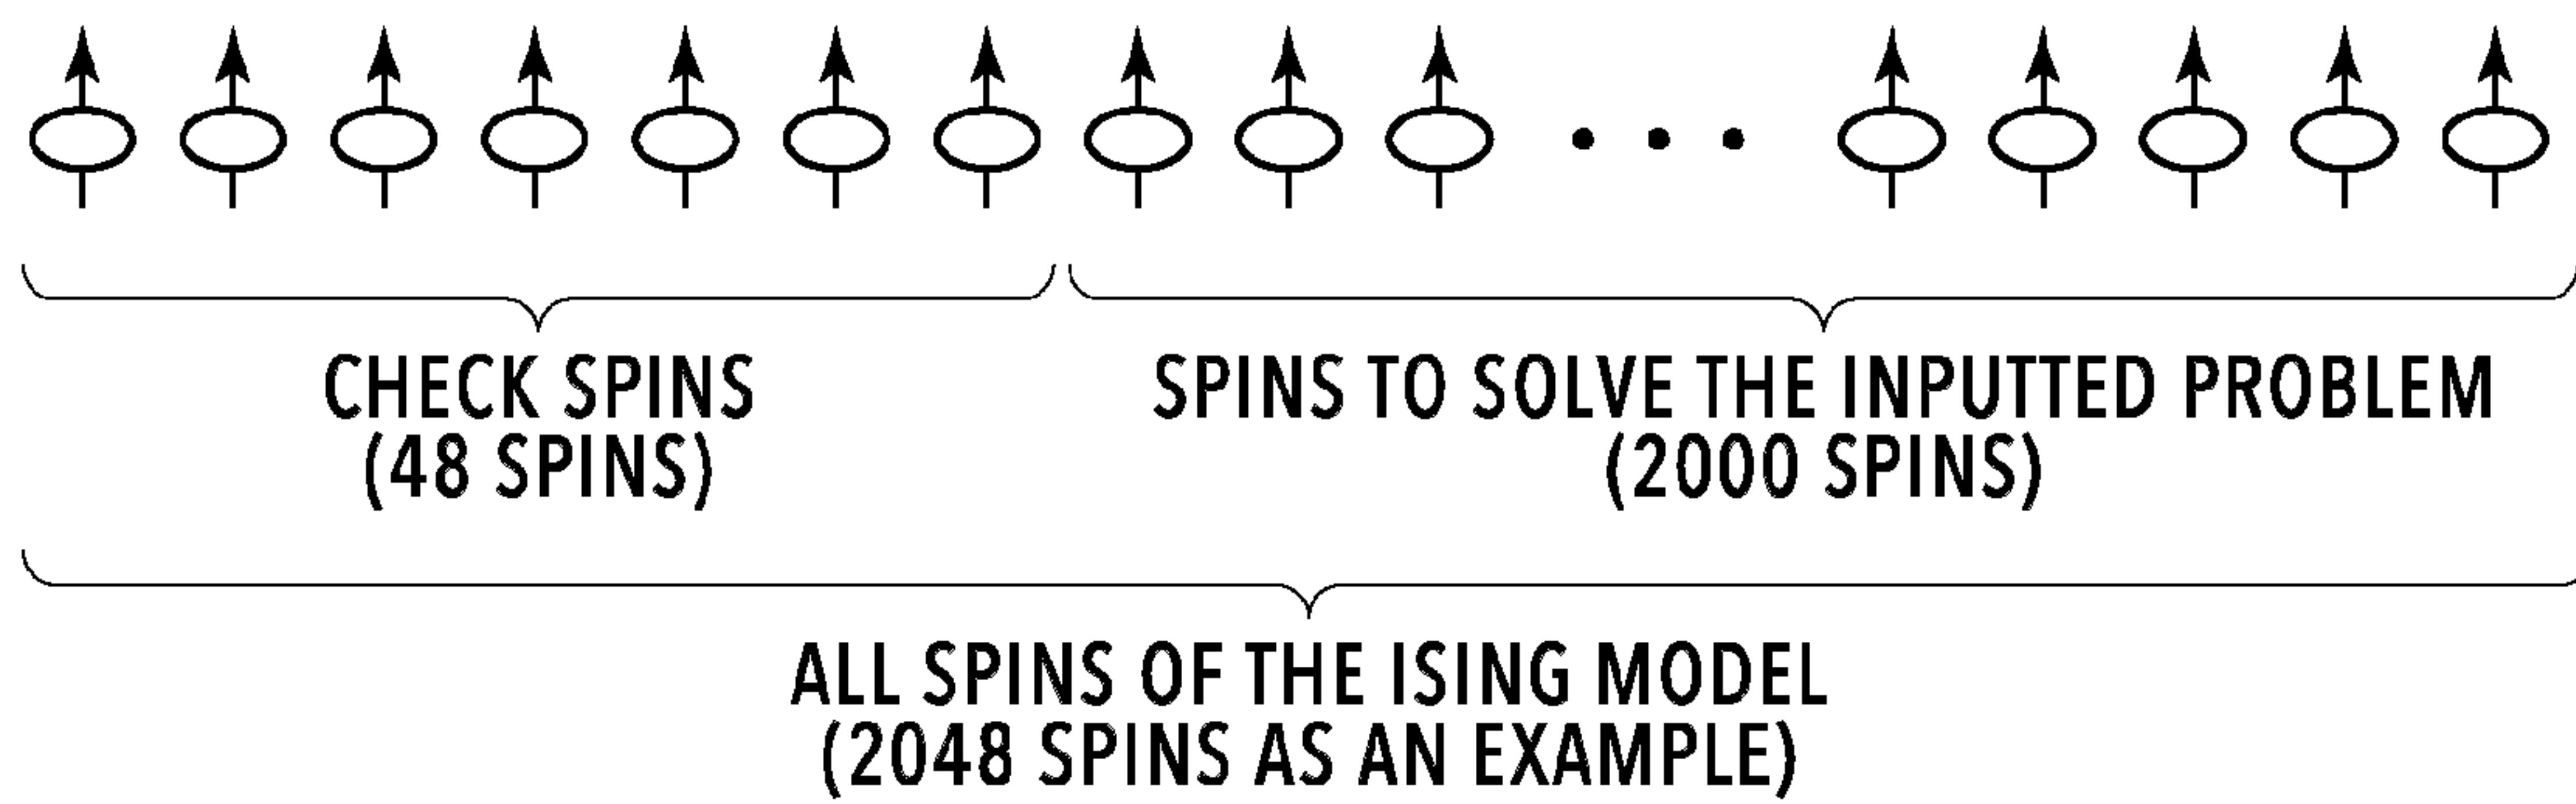 CHECK SPINS
(48 SPINS)
SPINS TO SOLVE THE INPUTTED PROBLEM
(2000 SPINS)
ALL SPINS OF THE ISING MODEL
(2048 SPINS AS AN EXAMPLE)